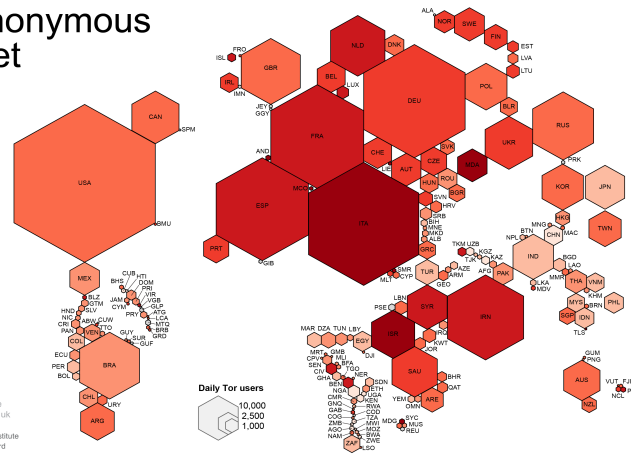 onymous
et
ALA
NOR
SWE
FIN
EST
LVA
LTU
FRO
ISL
NLD
DNK
GBR
IRL
IMN
BEL
LUX
DEU
POL
BLR
JEY
GGY
CAN
SPM
FRA
UKR
RUS
PRK
AND
CHE
LIE
AUT
CZE
SVK
MDA
HUN
ROU
BGR
KOR
JPN
USA
MCO
ESP
ITA
SVN
HRV
SRB
BIH
MNE
MKD
ALB
GRC
HKG
TWN
BMU
MNG
MAC
BTN
NPL
CHN
PRT
GIB
TKM
UZB
KGZ
TJK
KAZ
AFG
PAK
IND
BGD
LAO
MMR
THA
VNM
KHM
LKA
MDV
SMR
CYP
MLT
TUR
AZE
ARM
GEO
MEX
CUB
HTI
BHS
DOM
PRI
VIR
VGB
GLP
ATG
LCA
MTQ
BRB
GRD
JAM
CYM
PRY
BLZ
GTM
SLV
HND
NIC
CRI
PAN
ABW
CUW
TTO
VEN
COL
GUY
SUR
GUF
ECU
PER
BOL
BRA
CHL
URY
ARG
LBN
PSE
SYR
IRN
ISR
IRQ
KWT
JOR
MYS
BRN
SGP
IDN
TLS
PHL
MAR
DZA
TUN
LBY
EGY
DJI
SAU
BHR
QAT
YEM
OMN
ARE
MRT
GMB
CPV
MLI
SEN
BFA
CIV
TGO
GHA
NER
BEN
SDN
NGA
ETH
CMR
UGA
GNQ
KEN
GAB
RWA
COG
COD
ZMB
TZA
AGO
MWI
NAM
MOZ
BWA
ZWE
ZAF
LSO
MDG
SYC
MUS
REU
GUM
PNG
AUS
NZL
VUT
FJI
NCL
Daily Tor users
10,000
2,500
1,000
uk
stitute
rd